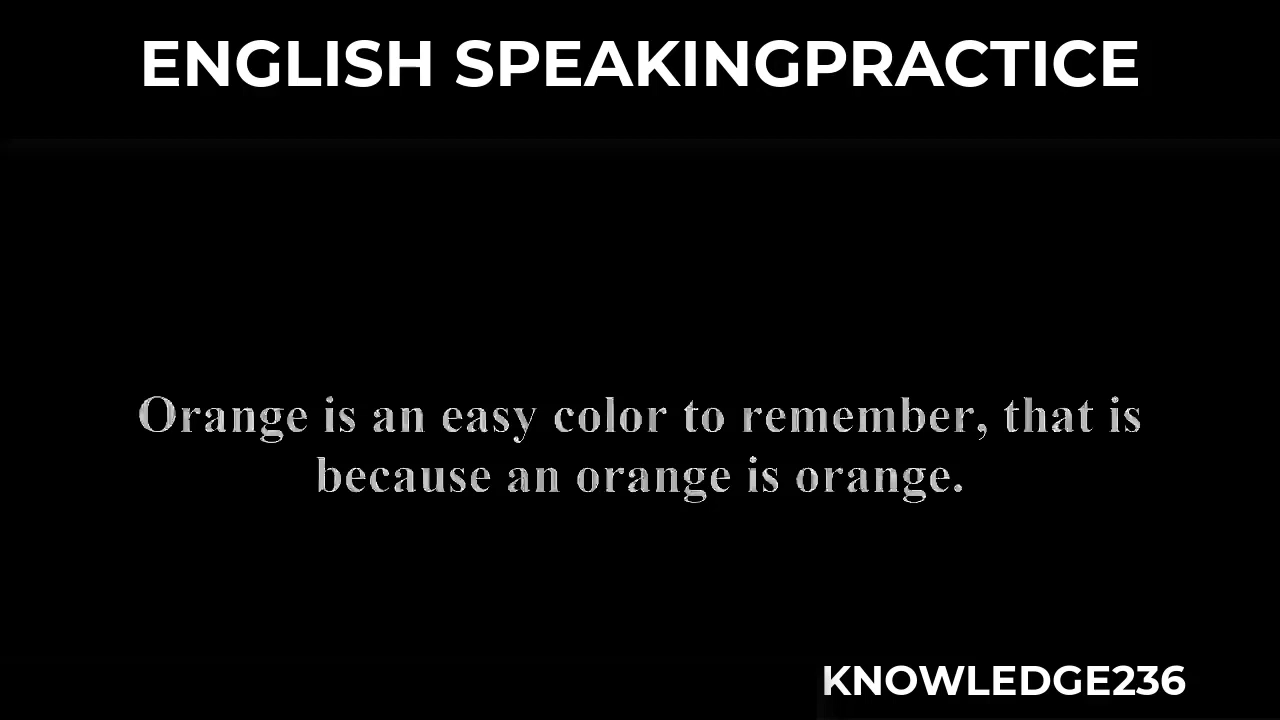 ENGLISH SPEAKINGPRACTICE
Orange is an easy color to remember, that is
because an orange is orange.
KNOWLEDGE236